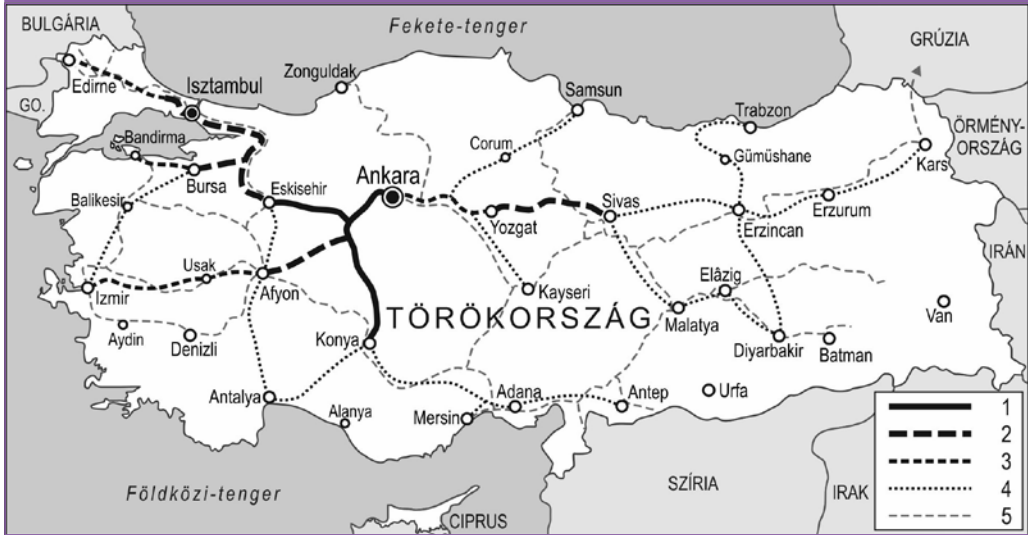 BULGÁRIA
Fekete-tenger
GRÚZIA
Edirne
Isztambul
Zonguldak
Samsun
GO.
Bandirma
Trabzon
Corum
Gümüshane
ÖRMÉNY-
ORSZÁG
Kars
Bursa
Eskisehir
Ankara
Balikesir
Sivas
Yozgat
Erzincan
Erzurum
IRÁN
Usak
Izmir
Afyon
Kayseri
Elâzig
TÖRÖKORSZÁG
Malatya
Van
Aydin
Denizli
Konya
Diyarbakir
Batman
Antalya
Alanya
Mersin
Adana
Antep
Urfa
1
2
3
4
5
Földközi-tenger
CIPRUS
SZÍRIA
IRAK